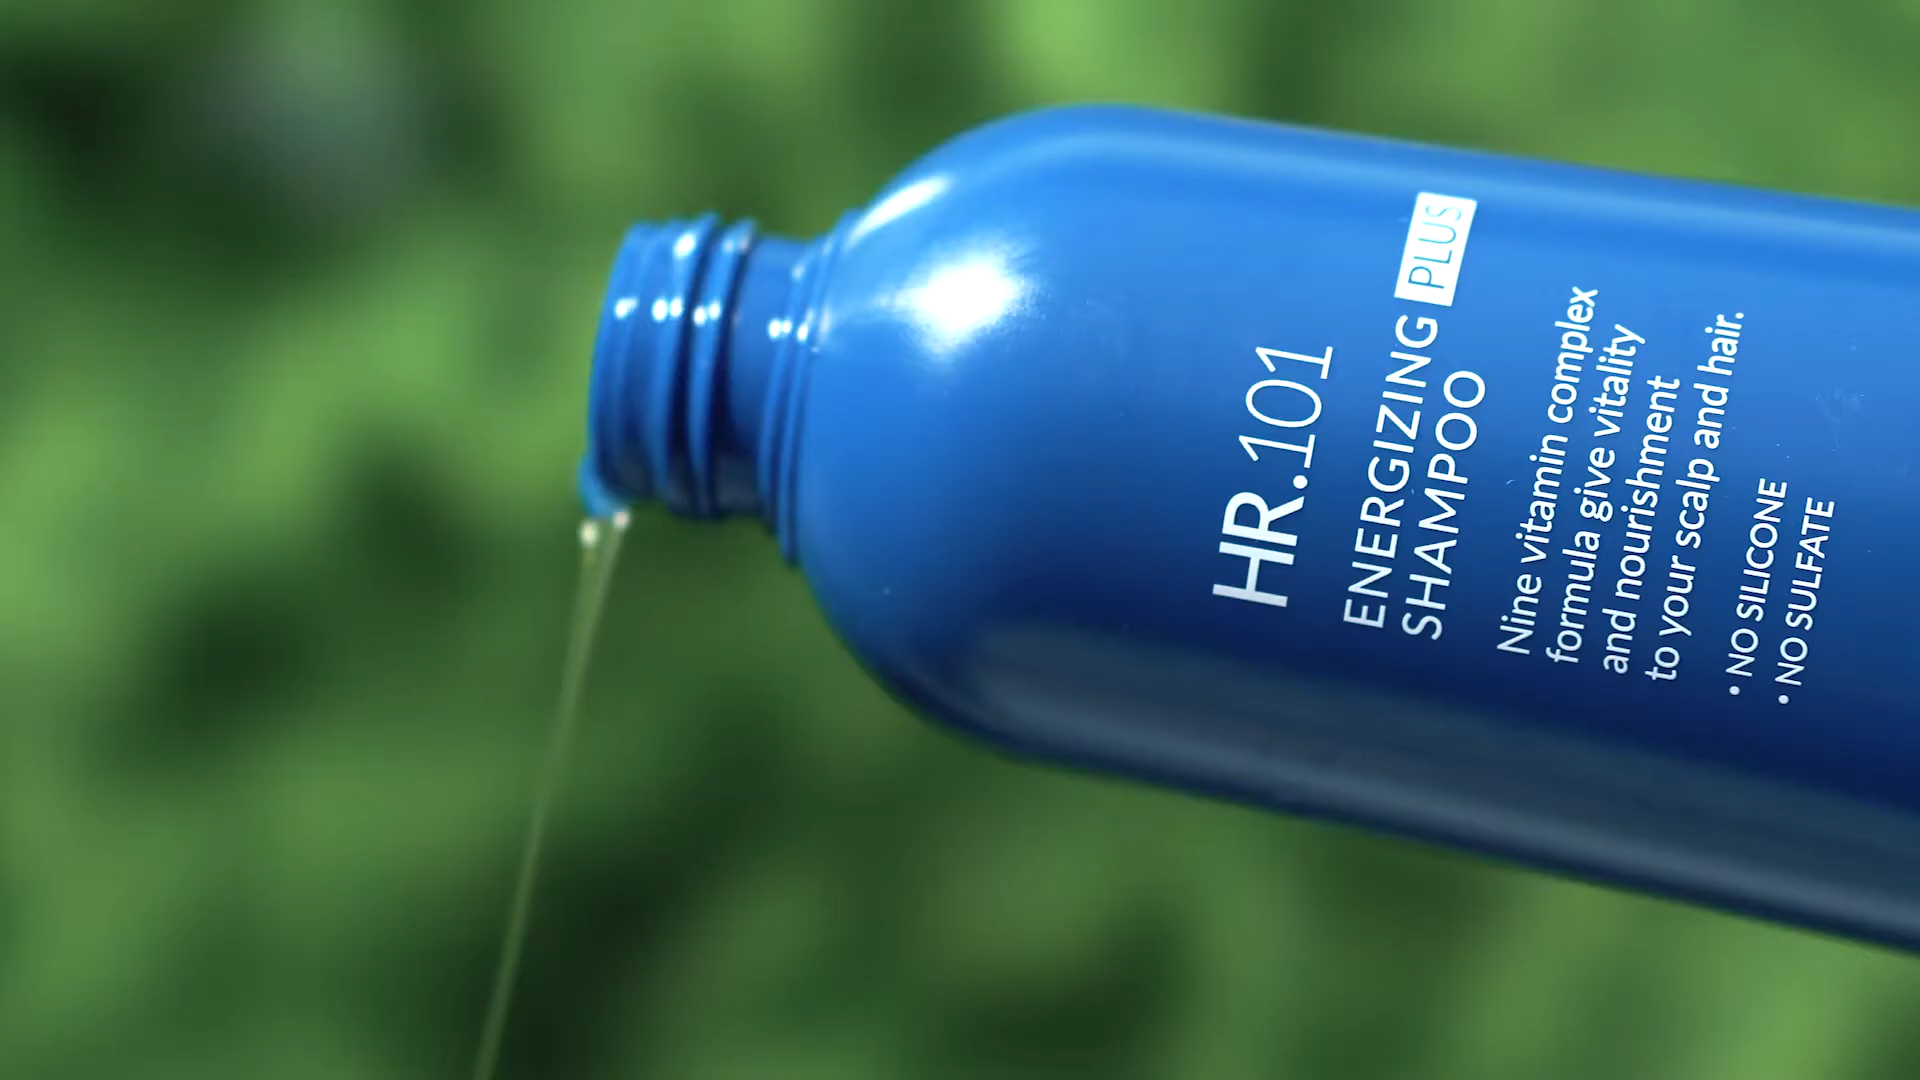 HR.101
ENERGIZING PLUS
SHAMPOO
Nine vitamin complex
formula give vitality
and nourishment
to your scalp and hair.
• NO SILICONE
• NO SULFATE